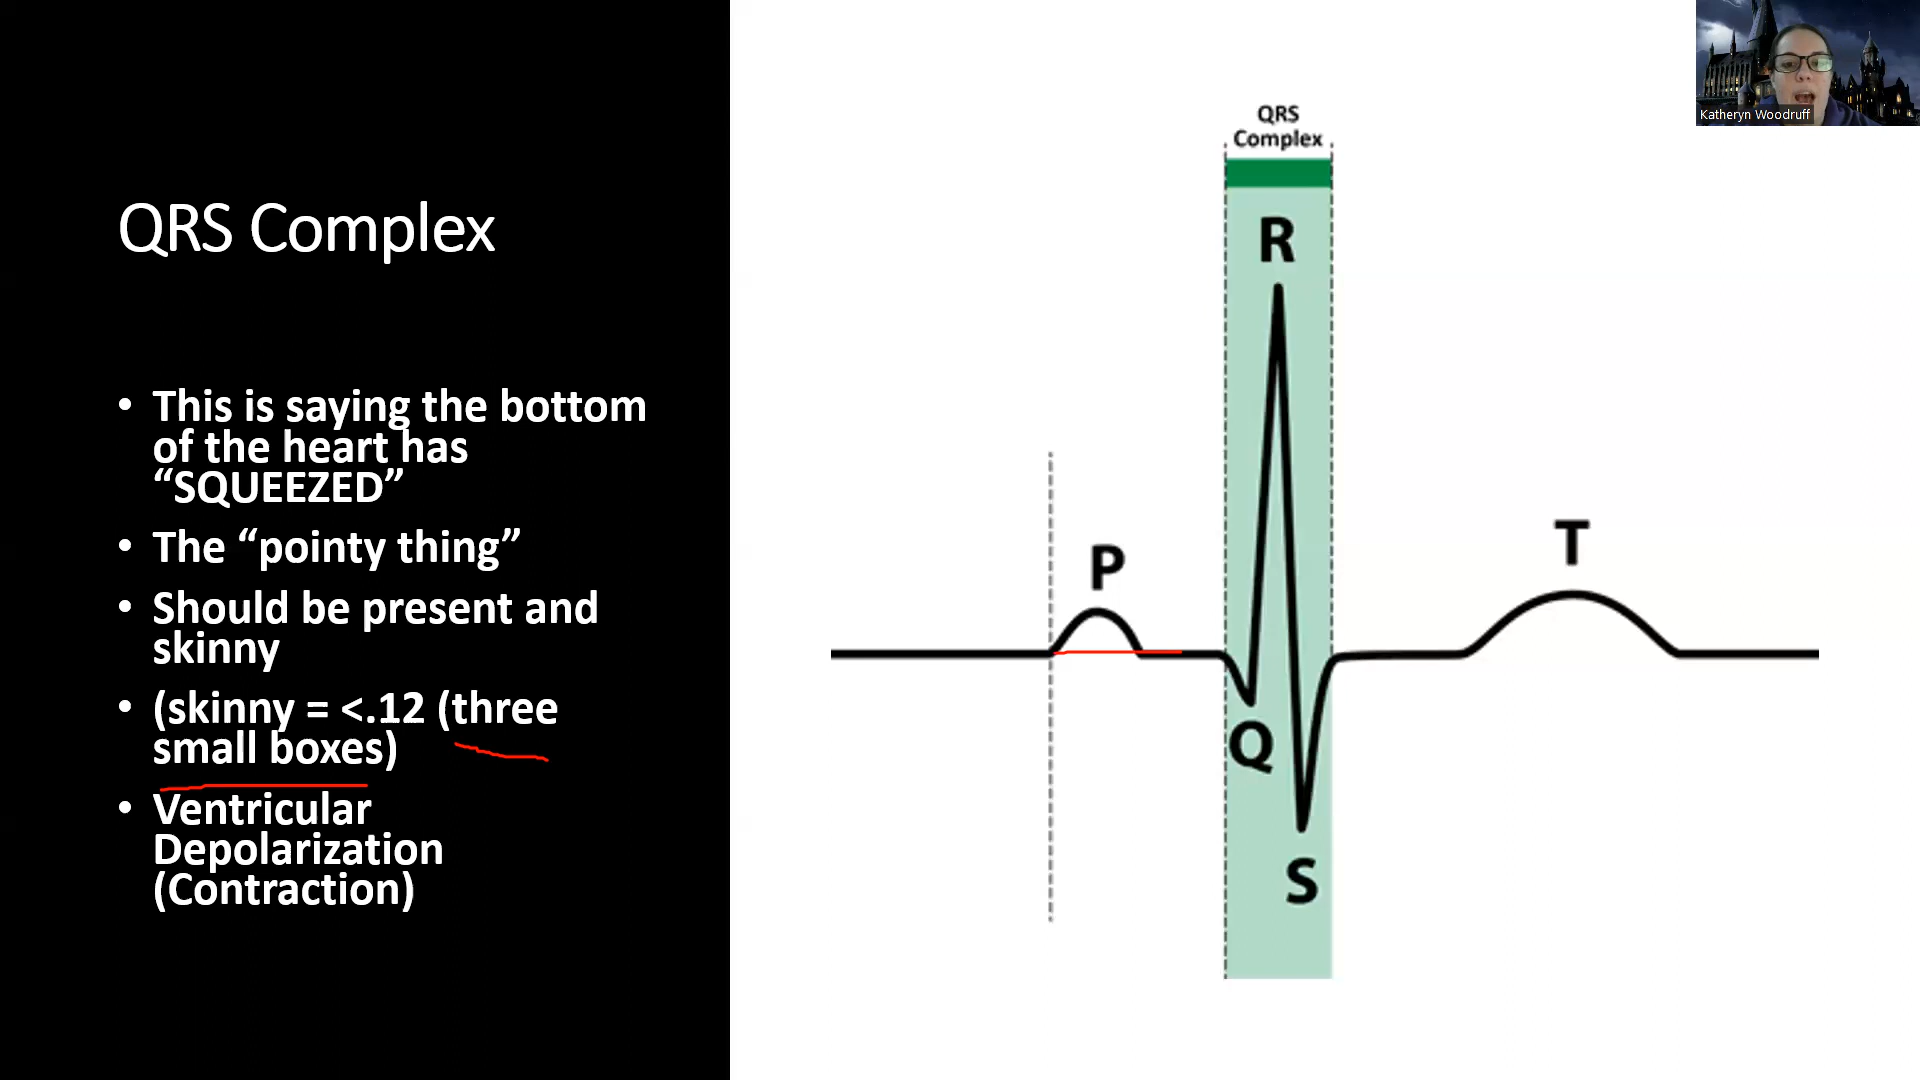 QRS Complex
• This is saying the bottom
of the heart has
“SQUEEZED”
• The “pointy thing”
• Should be present and
skinny
• (skinny = <.12 (three
small boxes)
• Ventricular
Depolarization
(Contraction)
QRS
Complex
R
P
T
Q
S
Katheryn Woodruff